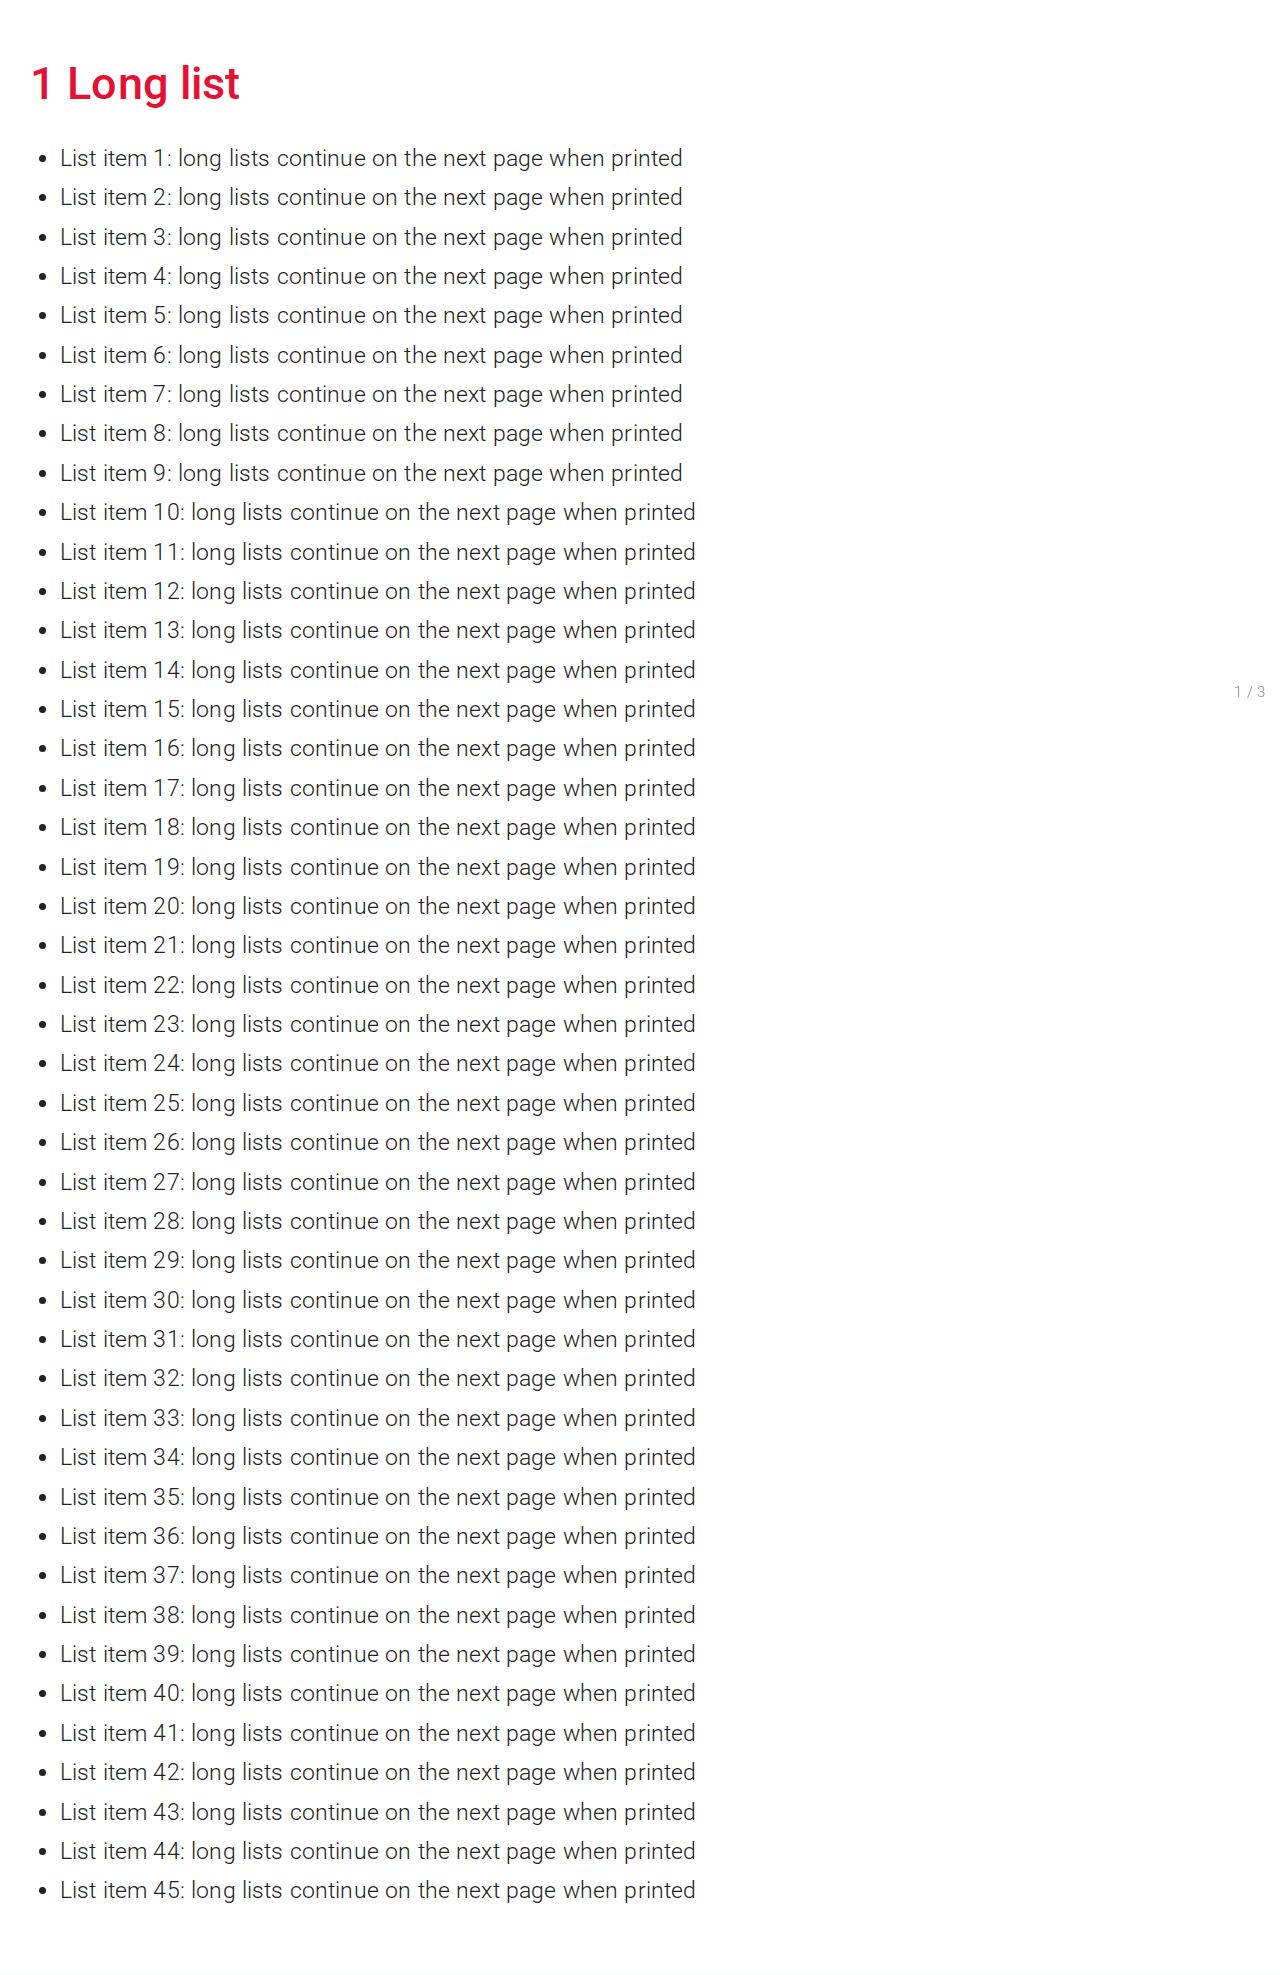 1 Long list
• List item 1: long lists continue on the next page when printed
• List item 2: long lists continue on the next page when printed
• List item 3: long lists continue on the next page when printed
• List item 4: long lists continue on the next page when printed
• List item 5: long lists continue on the next page when printed
• List item 6: long lists continue on the next page when printed
• List item 7: long lists continue on the next page when printed
• List item 8: long lists continue on the next page when printed
• List item 9: long lists continue on the next page when printed
• List item 10: long lists continue on the next page when printed
• List item 11: long lists continue on the next page when printed
• List item 12: long lists continue on the next page when printed
• List item 13: long lists continue on the next page when printed
• List item 14: long lists continue on the next page when printed
1 / 3
• List item 15: long lists continue on the next page when printed
• List item 16: long lists continue on the next page when printed
• List item 17: long lists continue on the next page when printed
• List item 18: long lists continue on the next page when printed
• List item 19: long lists continue on the next page when printed
• List item 20: long lists continue on the next page when printed
• List item 21: long lists continue on the next page when printed
• List item 22: long lists continue on the next page when printed
• List item 23: long lists continue on the next page when printed
• List item 24: long lists continue on the next page when printed
• List item 25: long lists continue on the next page when printed
• List item 26: long lists continue on the next page when printed
• List item 27: long lists continue on the next page when printed
• List item 28: long lists continue on the next page when printed
• List item 29: long lists continue on the next page when printed
• List item 30: long lists continue on the next page when printed
• List item 31: long lists continue on the next page when printed
• List item 32: long lists continue on the next page when printed
• List item 33: long lists continue on the next page when printed
• List item 34: long lists continue on the next page when printed
• List item 35: long lists continue on the next page when printed
• List item 36: long lists continue on the next page when printed
• List item 37: long lists continue on the next page when printed
• List item 38: long lists continue on the next page when printed
• List item 39: long lists continue on the next page when printed
• List item 40: long lists continue on the next page when printed
• List item 41: long lists continue on the next page when printed
• List item 42: long lists continue on the next page when printed
• List item 43: long lists continue on the next page when printed
• List item 44: long lists continue on the next page when printed
• List item 45: long lists continue on the next page when printed